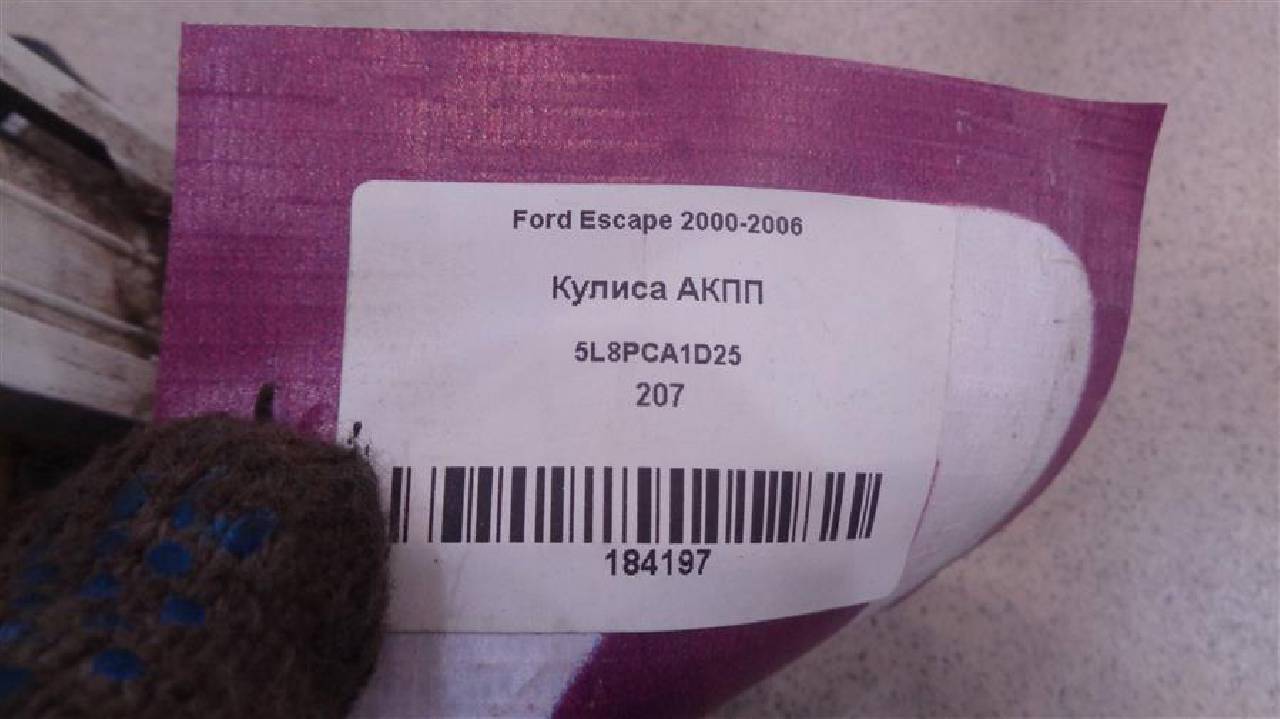 Ford Escape 2000-2006
Кулиса АКПП
5L8PCA1D25
207
184197